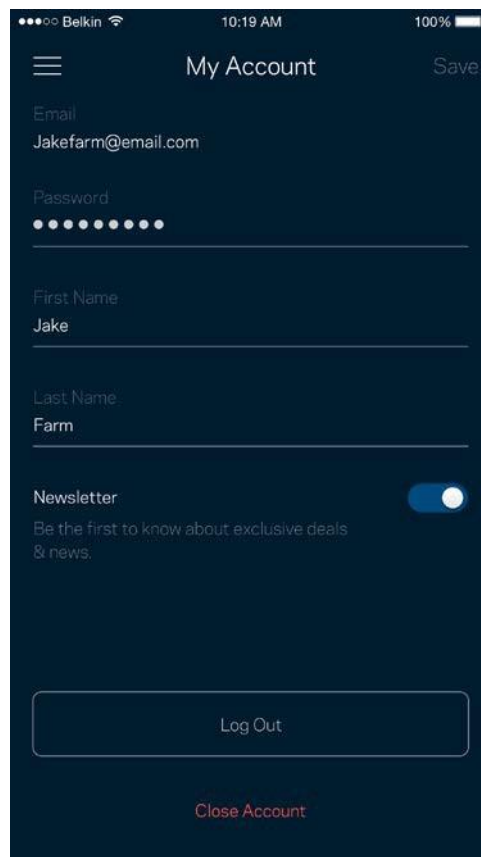 Belkin 10:19 AM 100%
My Account Save
Email
Jakefarm@email.com
Password
First Name
Jake
Last Name
Farm
Newsletter
Be the first to know about exclusive deals
& news.
Log Out
Close Account